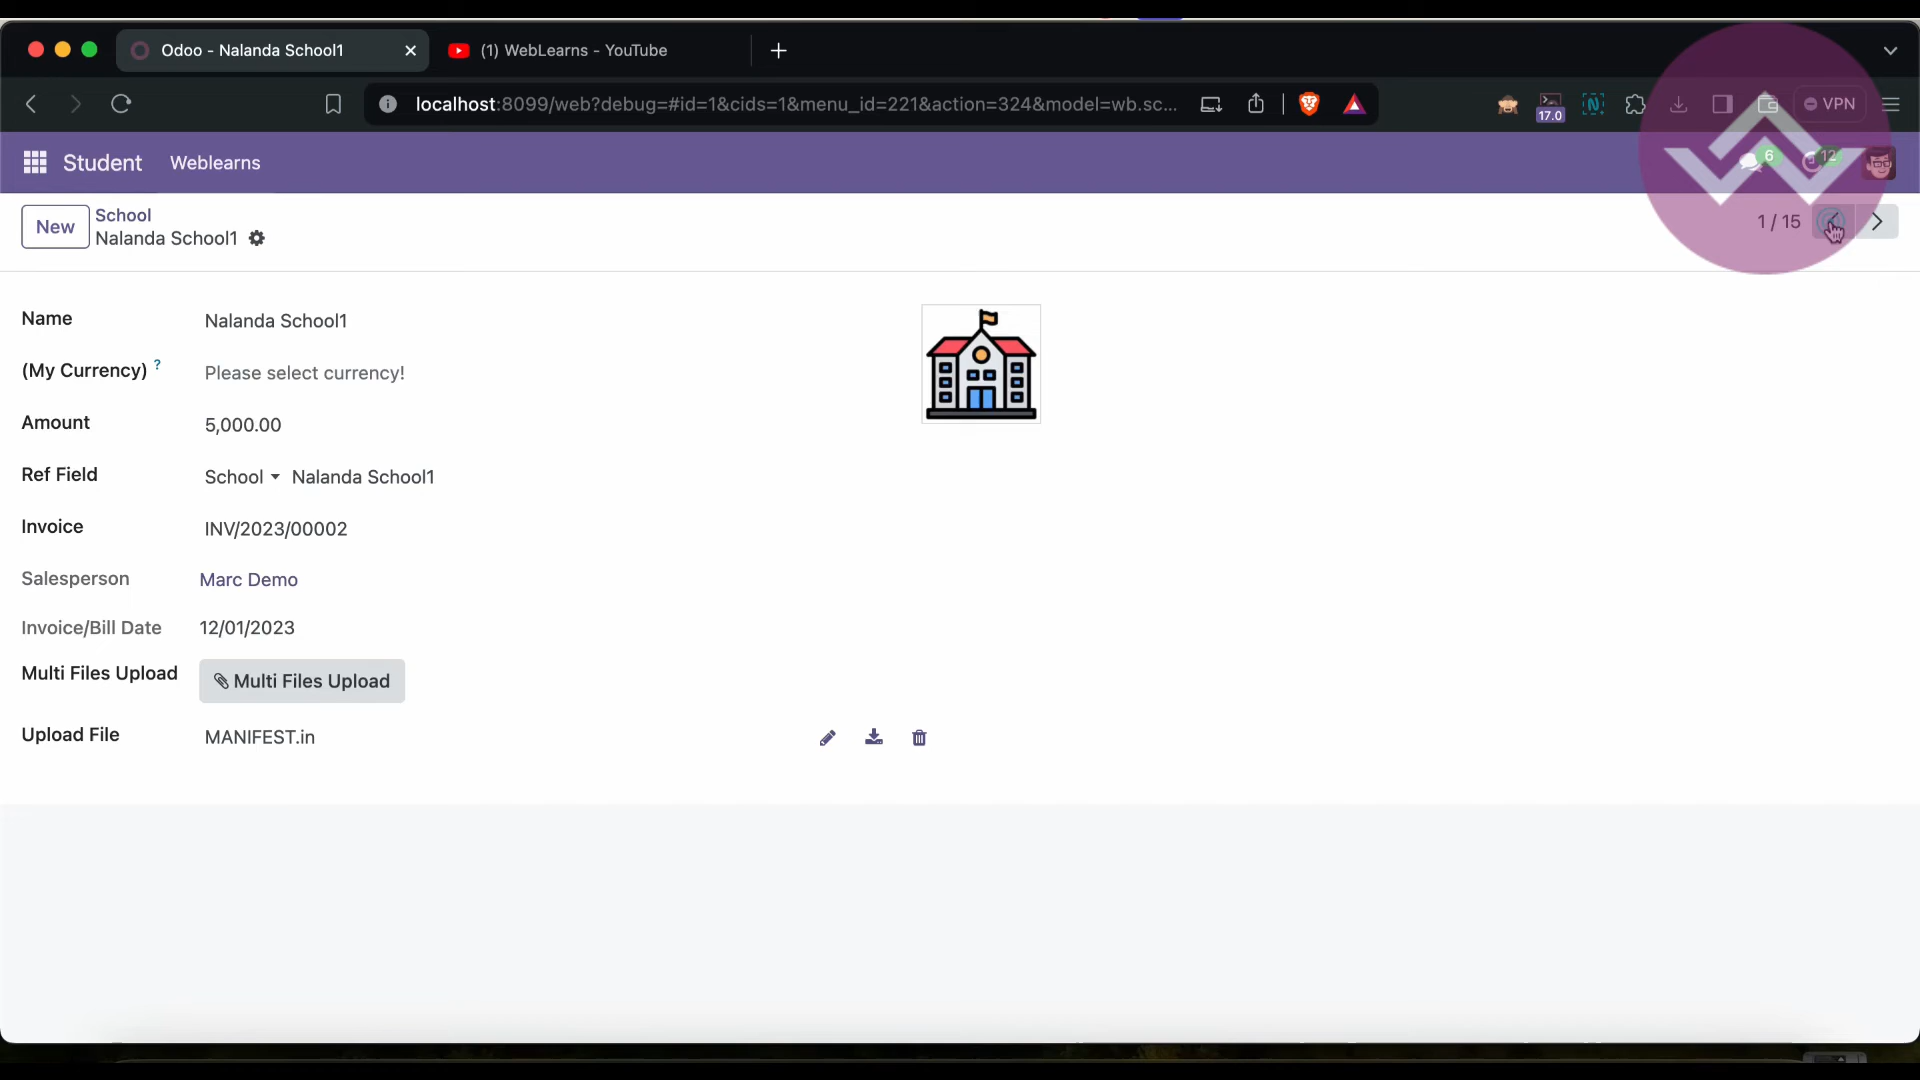 Odoo - Nalanda School1
(1) WebLearns - YouTube
localhost:8099/web?debug=#id=1&cids=1&menu_id=221&action=324&model=wb.sc...
17.0
VPN
Student
Weblearns
6
12
New
School
Nalanda School1
1 / 15
Name
Nalanda School1
(My Currency) ?
Please select currency!
Amount
5,000.00
Ref Field
School Nalanda School1
Invoice
INV/2023/00002
Salesperson
Marc Demo
Invoice/Bill Date
12/01/2023
Multi Files Upload
Multi Files Upload
Upload File
MANIFEST.in